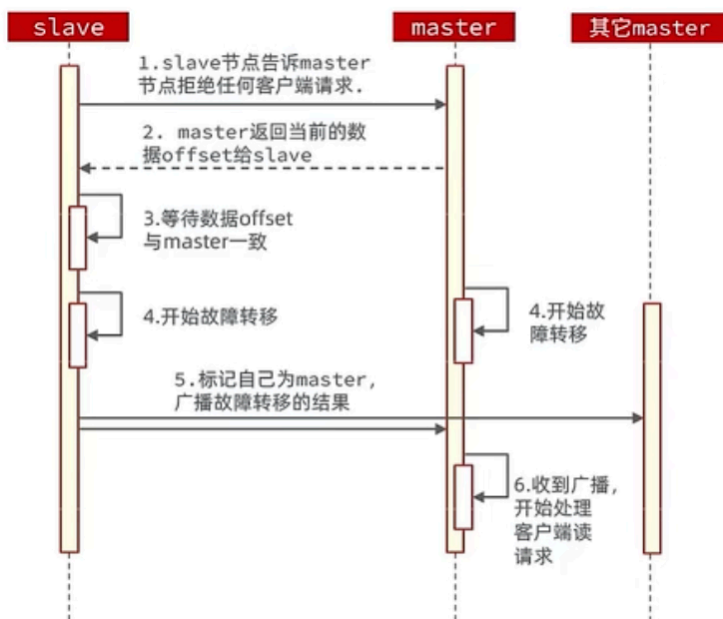 slave
master
其它master
1.slave节点告诉master
节点拒绝任何客户端请求.
2. master返回当前的数
据offset给slave
3.等待数据offset
与master一致
4.开始故障转移
4.开始故
障转移
5.标记自己为master,
广播故障转移的结果
6.收到广播，
开始处理
客户端读
请求